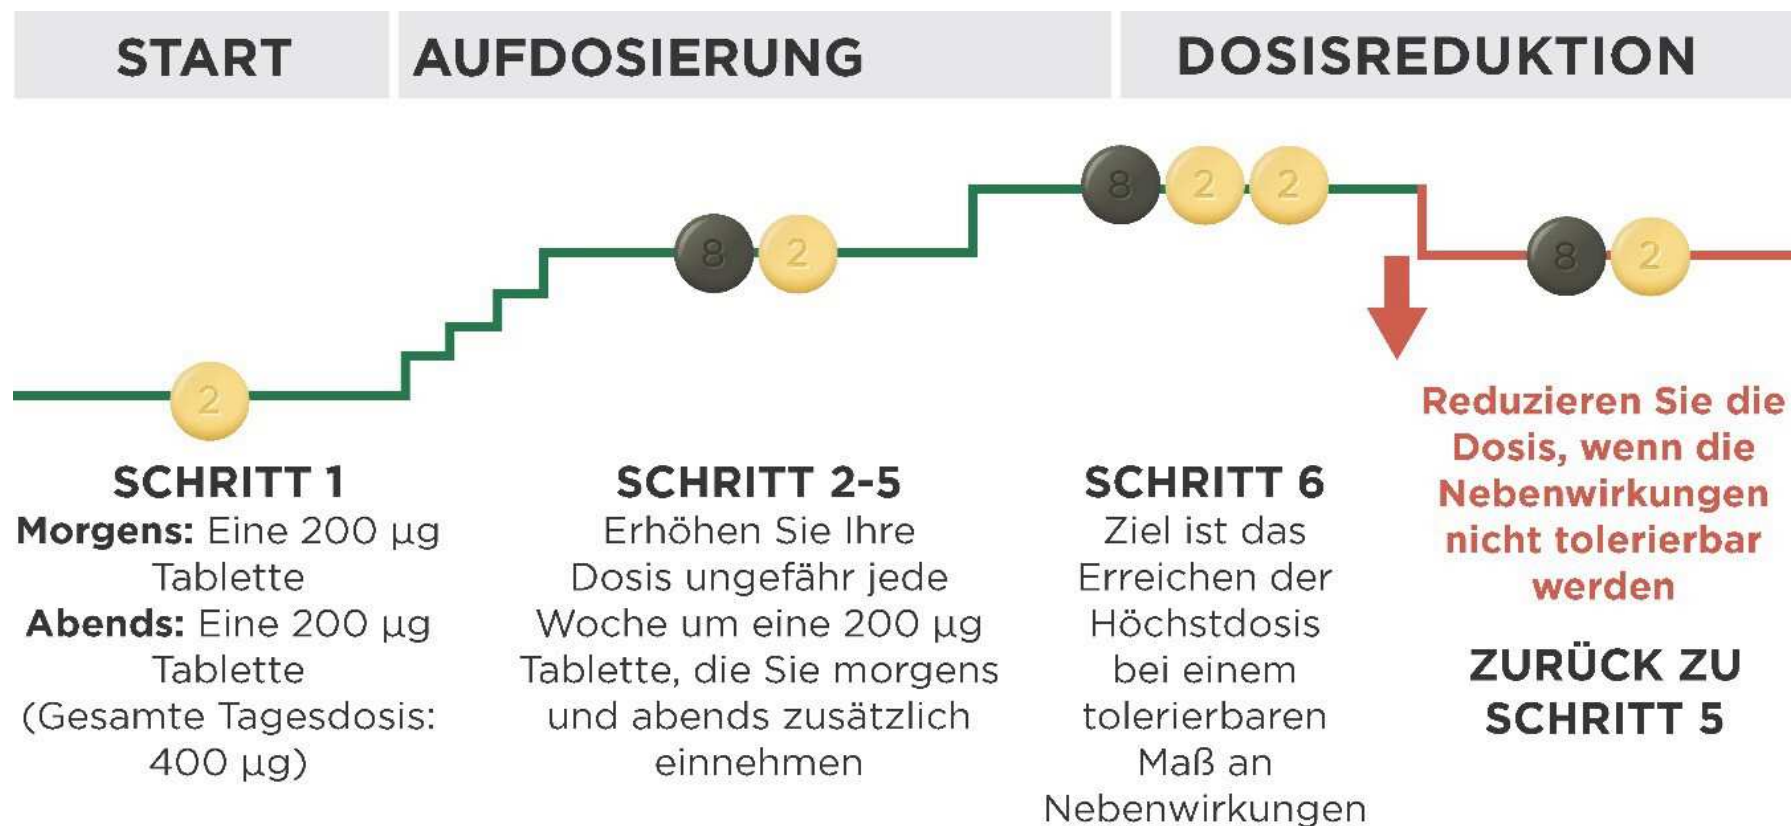 START
AUFDOSIERUNG
DOSISREDUKTION
2
8
2
8
2
2
8
2
SCHRITT 1
Morgens: Eine 200 µg
Tablette
Abends: Eine 200 µg
Tablette
(Gesamte Tagesdosis:
400 µg)
SCHRITT 2-5
Erhöhen Sie Ihre
Dosis ungefähr jede
Woche um eine 200 µg
Tablette, die Sie morgens
und abends zusätzlich
einnehmen
SCHRITT 6
Ziel ist das
Erreichen der
Höchstdosis
bei einem
tolerierbaren
Maß an
Nebenwirkungen
Reduzieren Sie die
Dosis, wenn die
Nebenwirkungen
nicht tolerierbar
werden
ZURÜCK ZU
SCHRITT 5